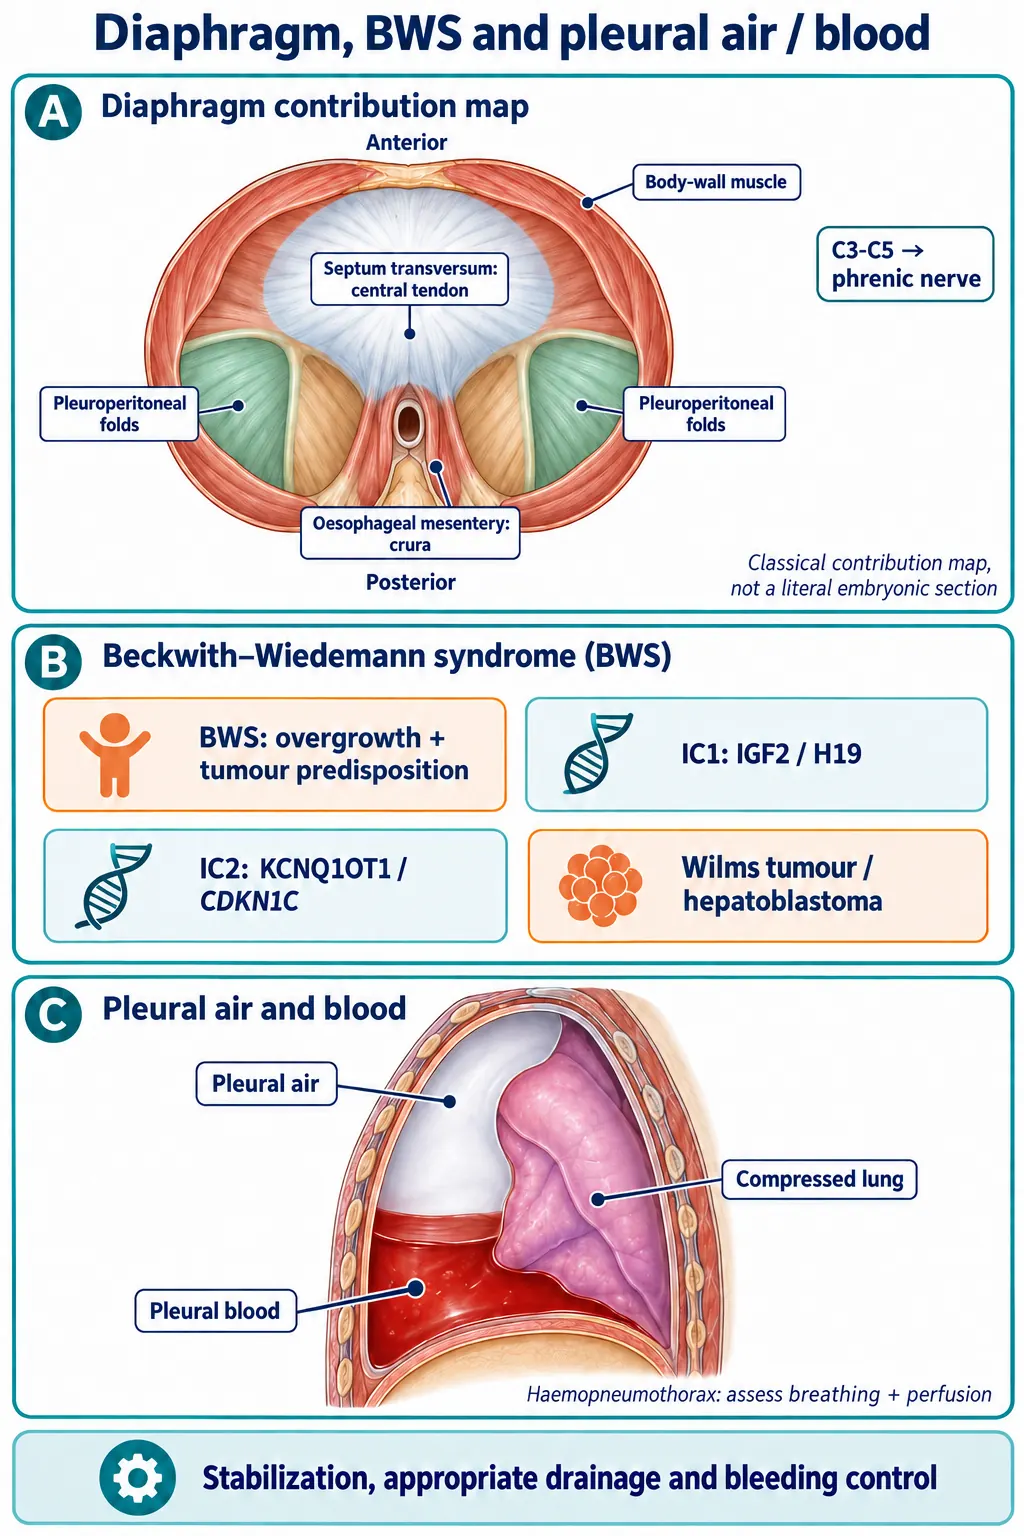 Diaphragm, BWS and pleural air / blood
A
Diaphragm contribution map
Anterior
Body-wall muscle
C3-C5 →
phrenic nerve
Septum transversum:
central tendon
Pleuroperitoneal
folds
Pleuroperitoneal
folds
Oesophageal mesentery:
crura
Posterior
Classical contribution map,
not a literal embryonic section
B
Beckwith–Wiedemann syndrome (BWS)
BWS: overgrowth +
tumour predisposition
IC1: IGF2 / H19
IC2: KCNQ1OT1 /
CDKN1C
Wilms tumour /
hepatoblastoma
C
Pleural air and blood
Pleural air
Compressed lung
Pleural blood
Haemopneumothorax: assess breathing + perfusion
Stabilization, appropriate drainage and bleeding control